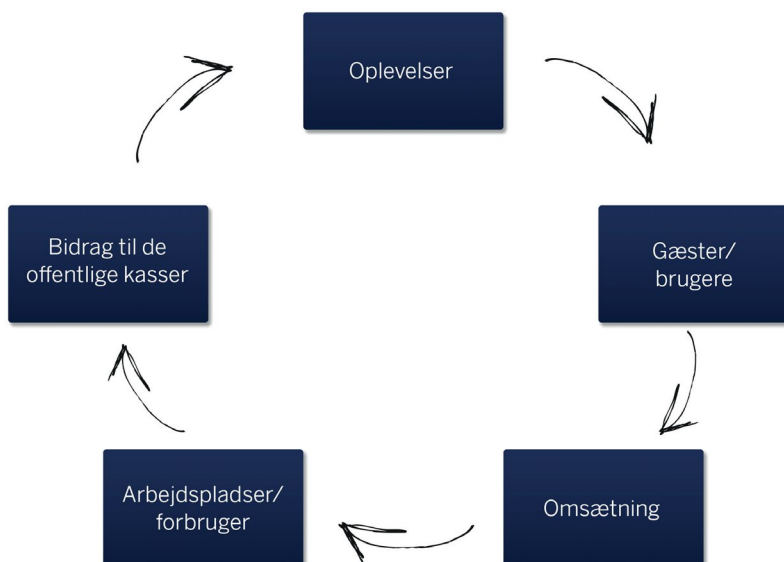 Oplevelser
Gæster/
brugere
Omsætning
Arbejdspladser/
forbruger
Bidrag til de
offentlige kasser